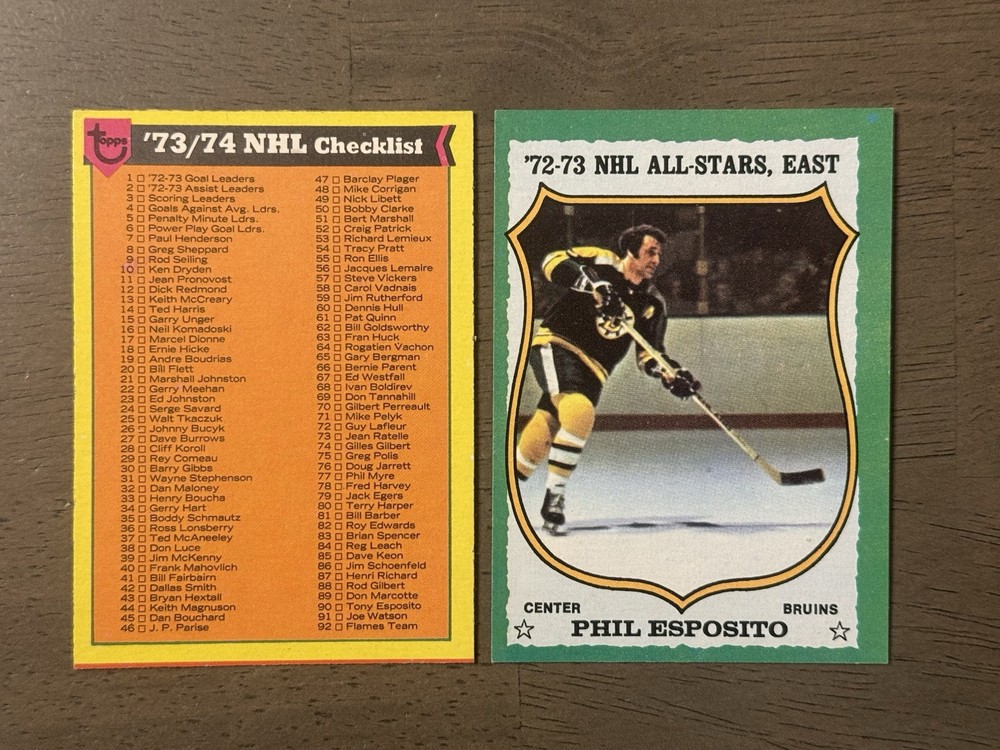 topps
'73/74 NHL Checklist
1 '72-73 Goal Leaders
2 '72-73 Assist Leaders
3 Scoring Leaders
4 Goals Against Avg. Ldrs.
5 Penalty Minute Ldrs.
6 Power Play Goal Ldrs.
7 Paul Henderson
8 Greg Sheppard
9 Rod Seiling
10 Ken Dryden
11 Jean Pronovost
12 Dick Redmond
13 Keith McCreary
14 Ted Harris
15 Garry Unger
16 Neil Komadoski
17 Marcel Dionne
18 Ernie Hicke
19 Andre Boudrias
20 Bill Flett
21 Marshall Johnston
22 Gerry Meehan
23 Ed Johnston
24 Serge Savard
25 Walt Tkaczuk
26 Johnny Bucyk
27 Dave Burrows
28 Cliff Koroll
29 Rey Comeau
30 Barry Gibbs
31 Wayne Stephenson
32 Dan Maloney
33 Henry Boucha
34 Gerry Hart
35 Boddy Schmautz
36 Ross Lonsberry
37 Ted McAneeley
38 Don Luce
39 Jim McKenny
40 Frank Mahovlich
41 Bill Fairbairn
42 Dallas Smith
43 Bryan Hextall
44 Keith Magnuson
45 Dan Bouchard
46 J. P. Parise
47 Barclay Plager
48 Mike Corrigan
49 Nick Libett
50 Bobby Clarke
51 Bert Marshall
52 Craig Patrick
53 Richard Lemieux
54 Tracy Pratt
55 Ron Ellis
56 Jacques Lemaire
57 Steve Vickers
58 Carol Vadnais
59 Jim Rutherford
60 Dennis Hull
61 Pat Quinn
62 Bill Goldsworthy
63 Fran Huck
64 Rogatien Vachon
65 Gary Bergman
66 Bernie Parent
67 Ed Westfall
68 Ivan Boldirev
69 Don Tannahill
70 Gilbert Perreault
71 Mike Pelyk
72 Guy Lafleur
73 Jean Ratelle
74 Gilles Gilbert
75 Greg Polis
76 Doug Jarrett
77 Phil Myre
78 Fred Harvey
79 Jack Egers
80 Terry Harper
81 Bill Barber
82 Roy Edwards
83 Brian Spencer
84 Reg Leach
85 Dave Keon
86 Jim Schoenfeld
87 Henri Richard
88 Rod Gilbert
89 Don Marcotte
90 Tony Esposito
91 Joe Watson
92 Flames Team
'72-73 NHL ALL-STARS, EAST
CENTER BRUINS
PHIL ESPOSITO